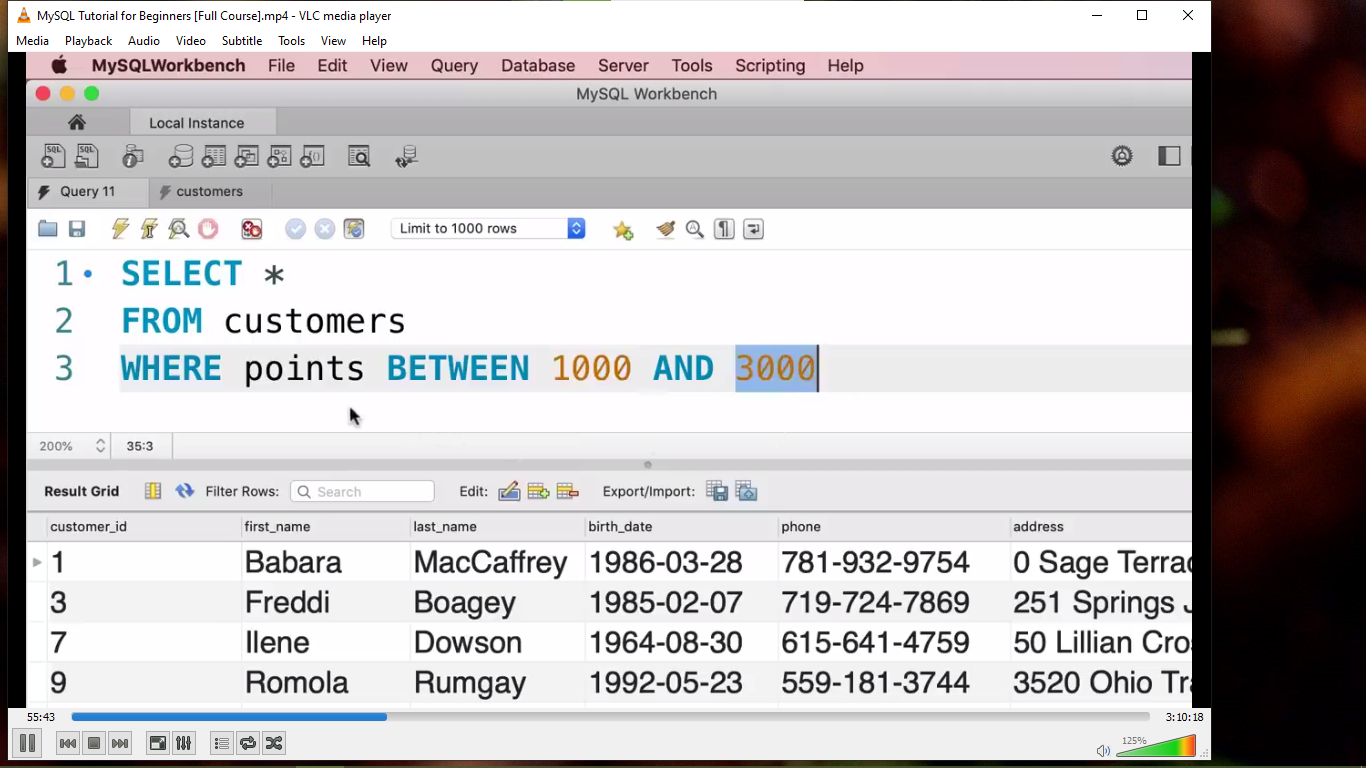 MySQL Tutorial for Beginners [Full Course].mp4 - VLC media player
Media Playback Audio Video Subtitle Tools View Help
MySQLWorkbench File Edit View Query Database Server Tools Scripting Help
MySQL Workbench
Local Instance
SQL SQL
Query 11 customers
Limit to 1000 rows
1 SELECT *
2 FROM customers
3 WHERE points BETWEEN 1000 AND 3000
200% 35:3
Result Grid Filter Rows: Search Edit: Export/Import:
customer_id first_name last_name birth_date phone address
1 Babara MacCaffrey 1986-03-28 781-932-9754 0 Sage Terrac
3 Freddi Boagey 1985-02-07 719-724-7869 251 Springs J
7 Ilene Dowson 1964-08-30 615-641-4759 50 Lillian Cro
9 Romola Rumgay 1992-05-23 559-181-3744 3520 Ohio Tra
55:43 3:10:18
125%